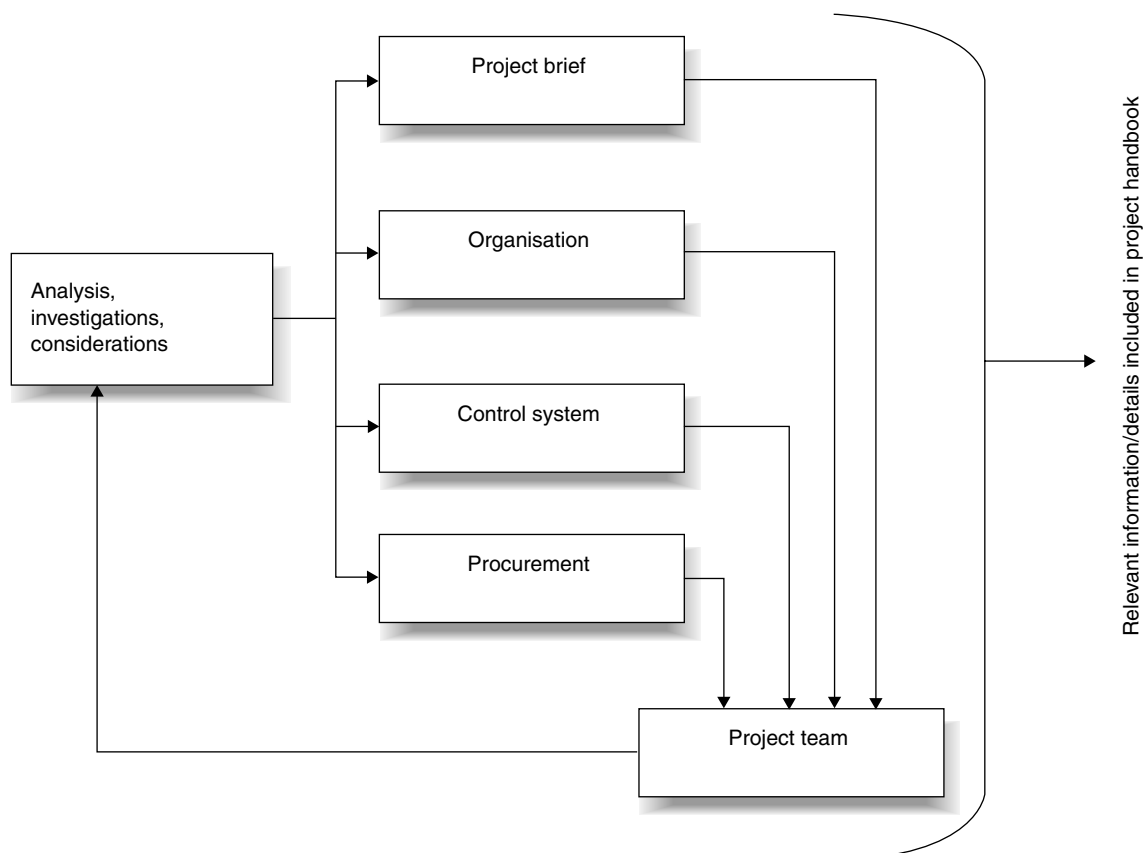 Project brief
Organisation
Analysis,
investigations,
considerations
Control system
Procurement
Project team
Relevant information/details included in project handbook